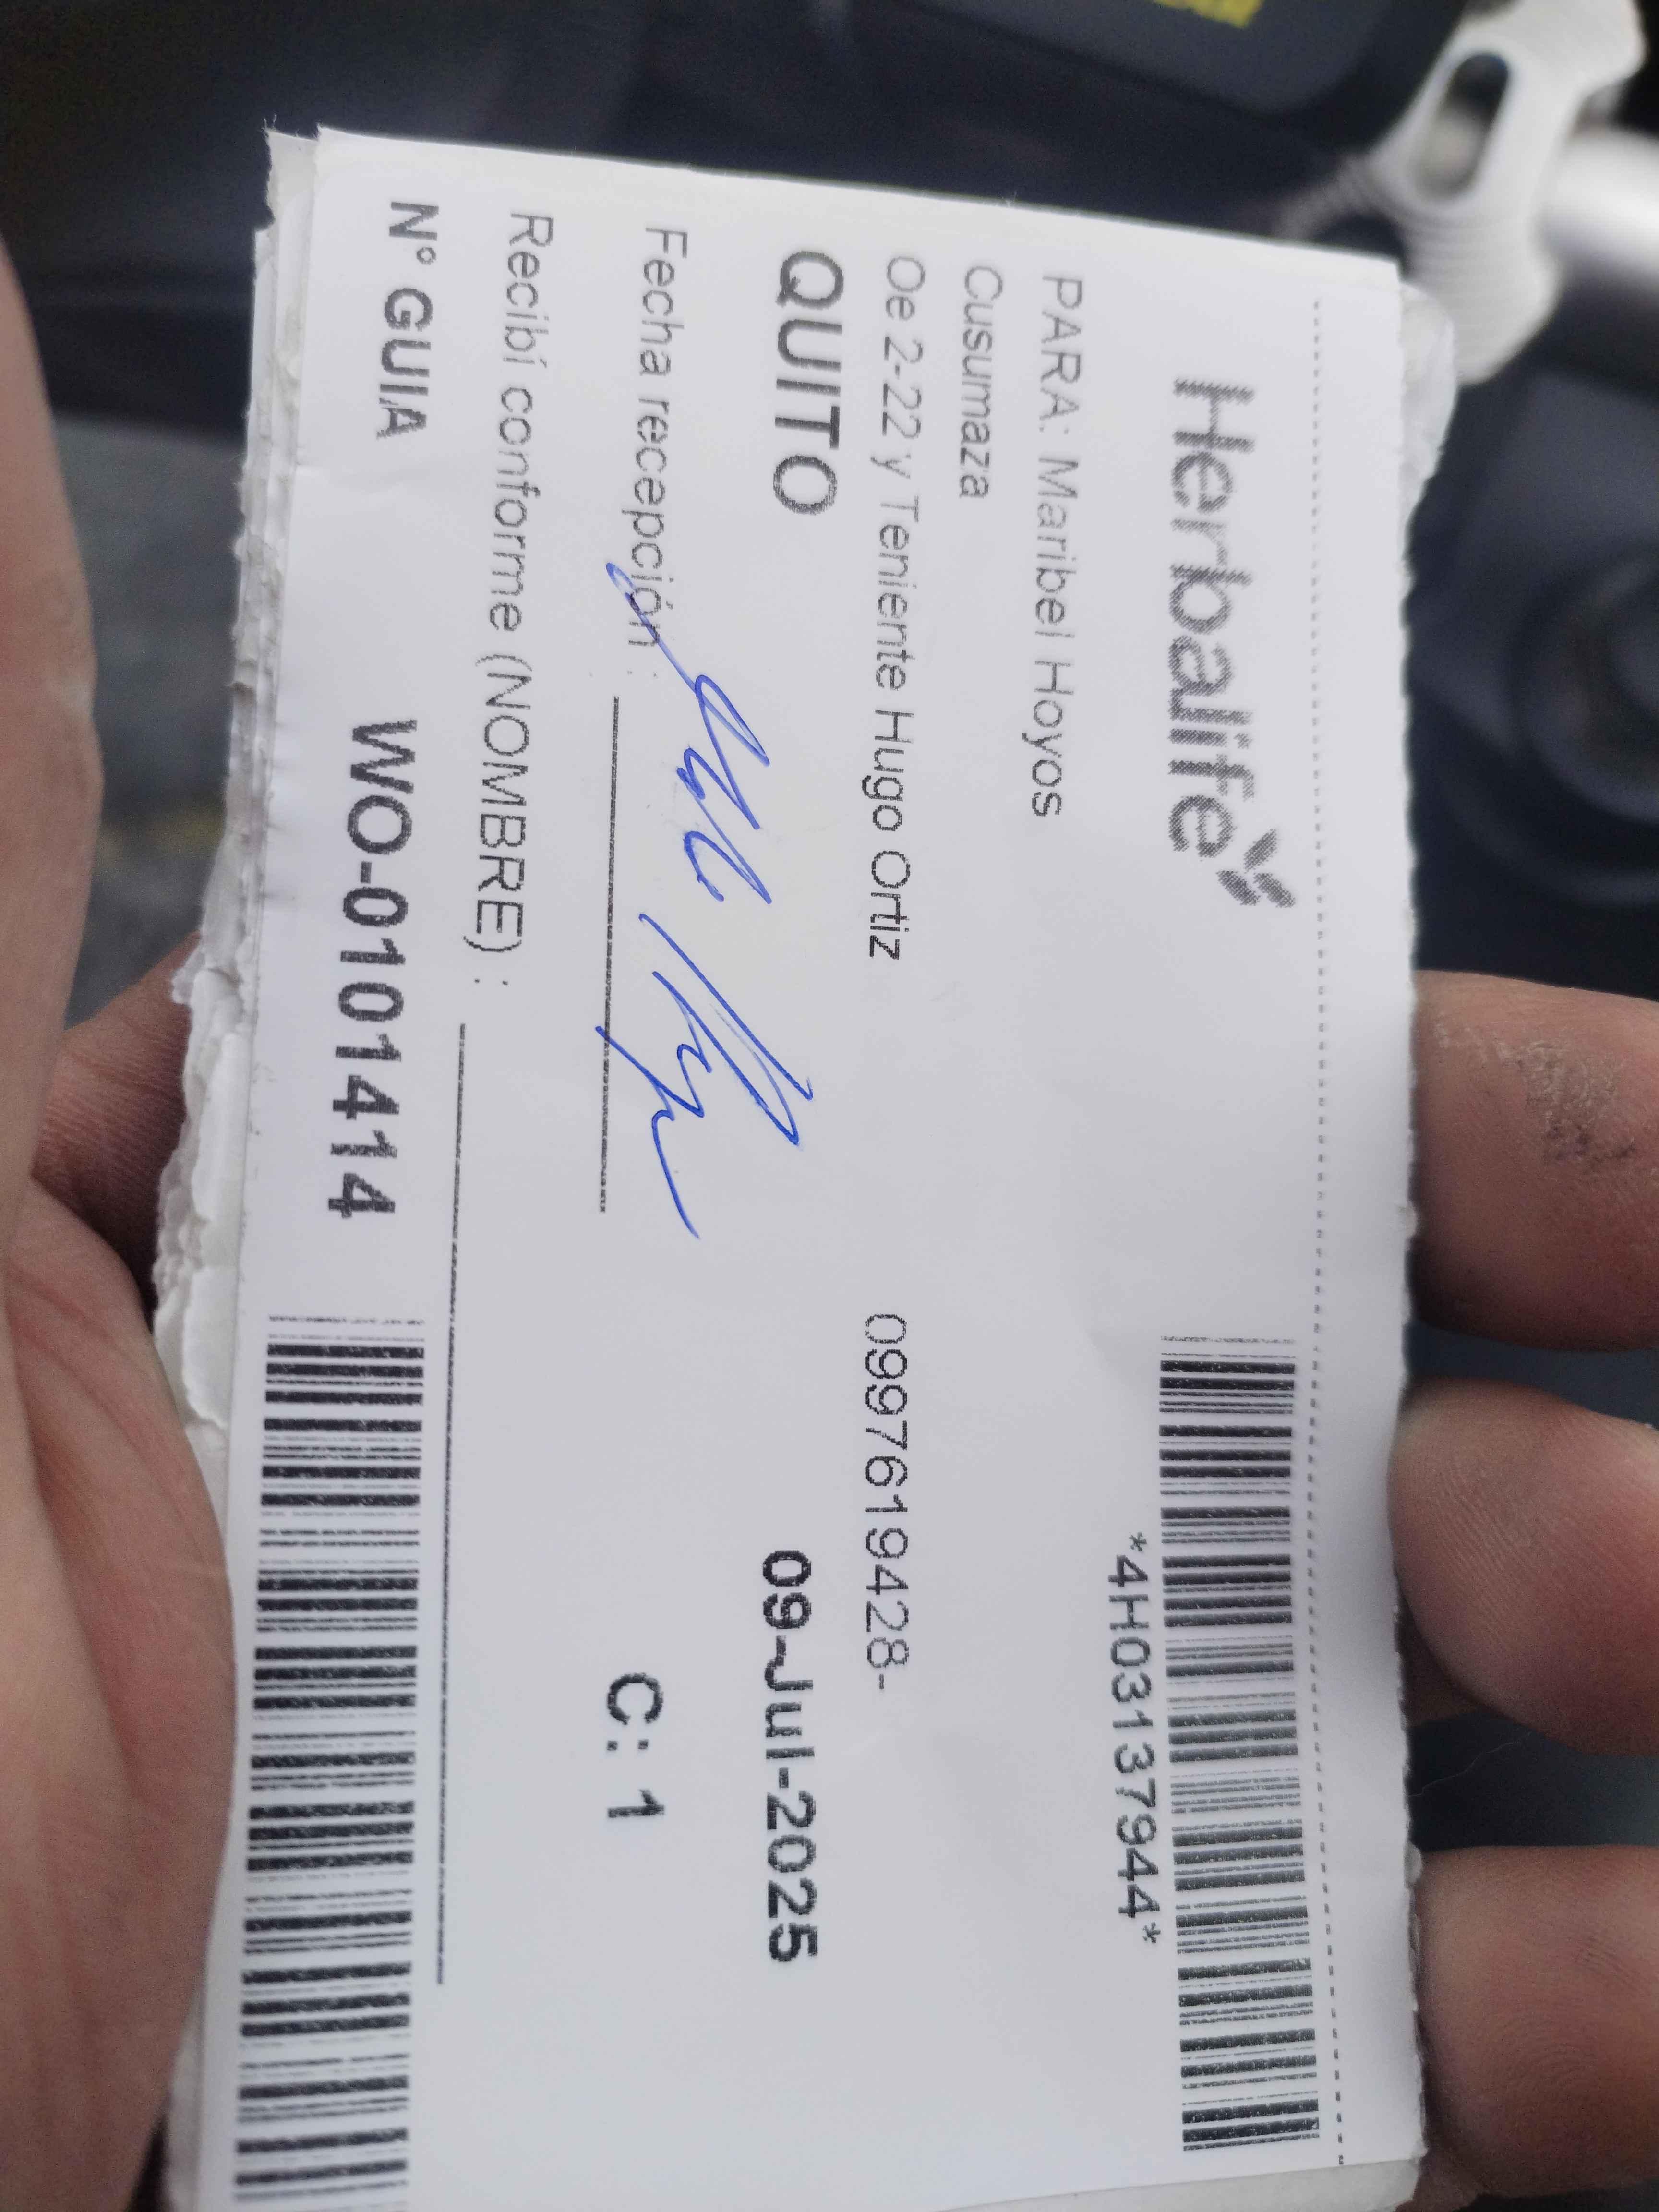 Herbalife
*4H03137944*
PARA: Maribel Hoyos
Cusumaza
Oe 2-22 y Teniente Hugo Ortiz 0997619428-
QUITO 09-Jul-2025
Fecha recepción : C: 1
Recibí conforme (NOMBRE) :
N° GUIA WO-0101414